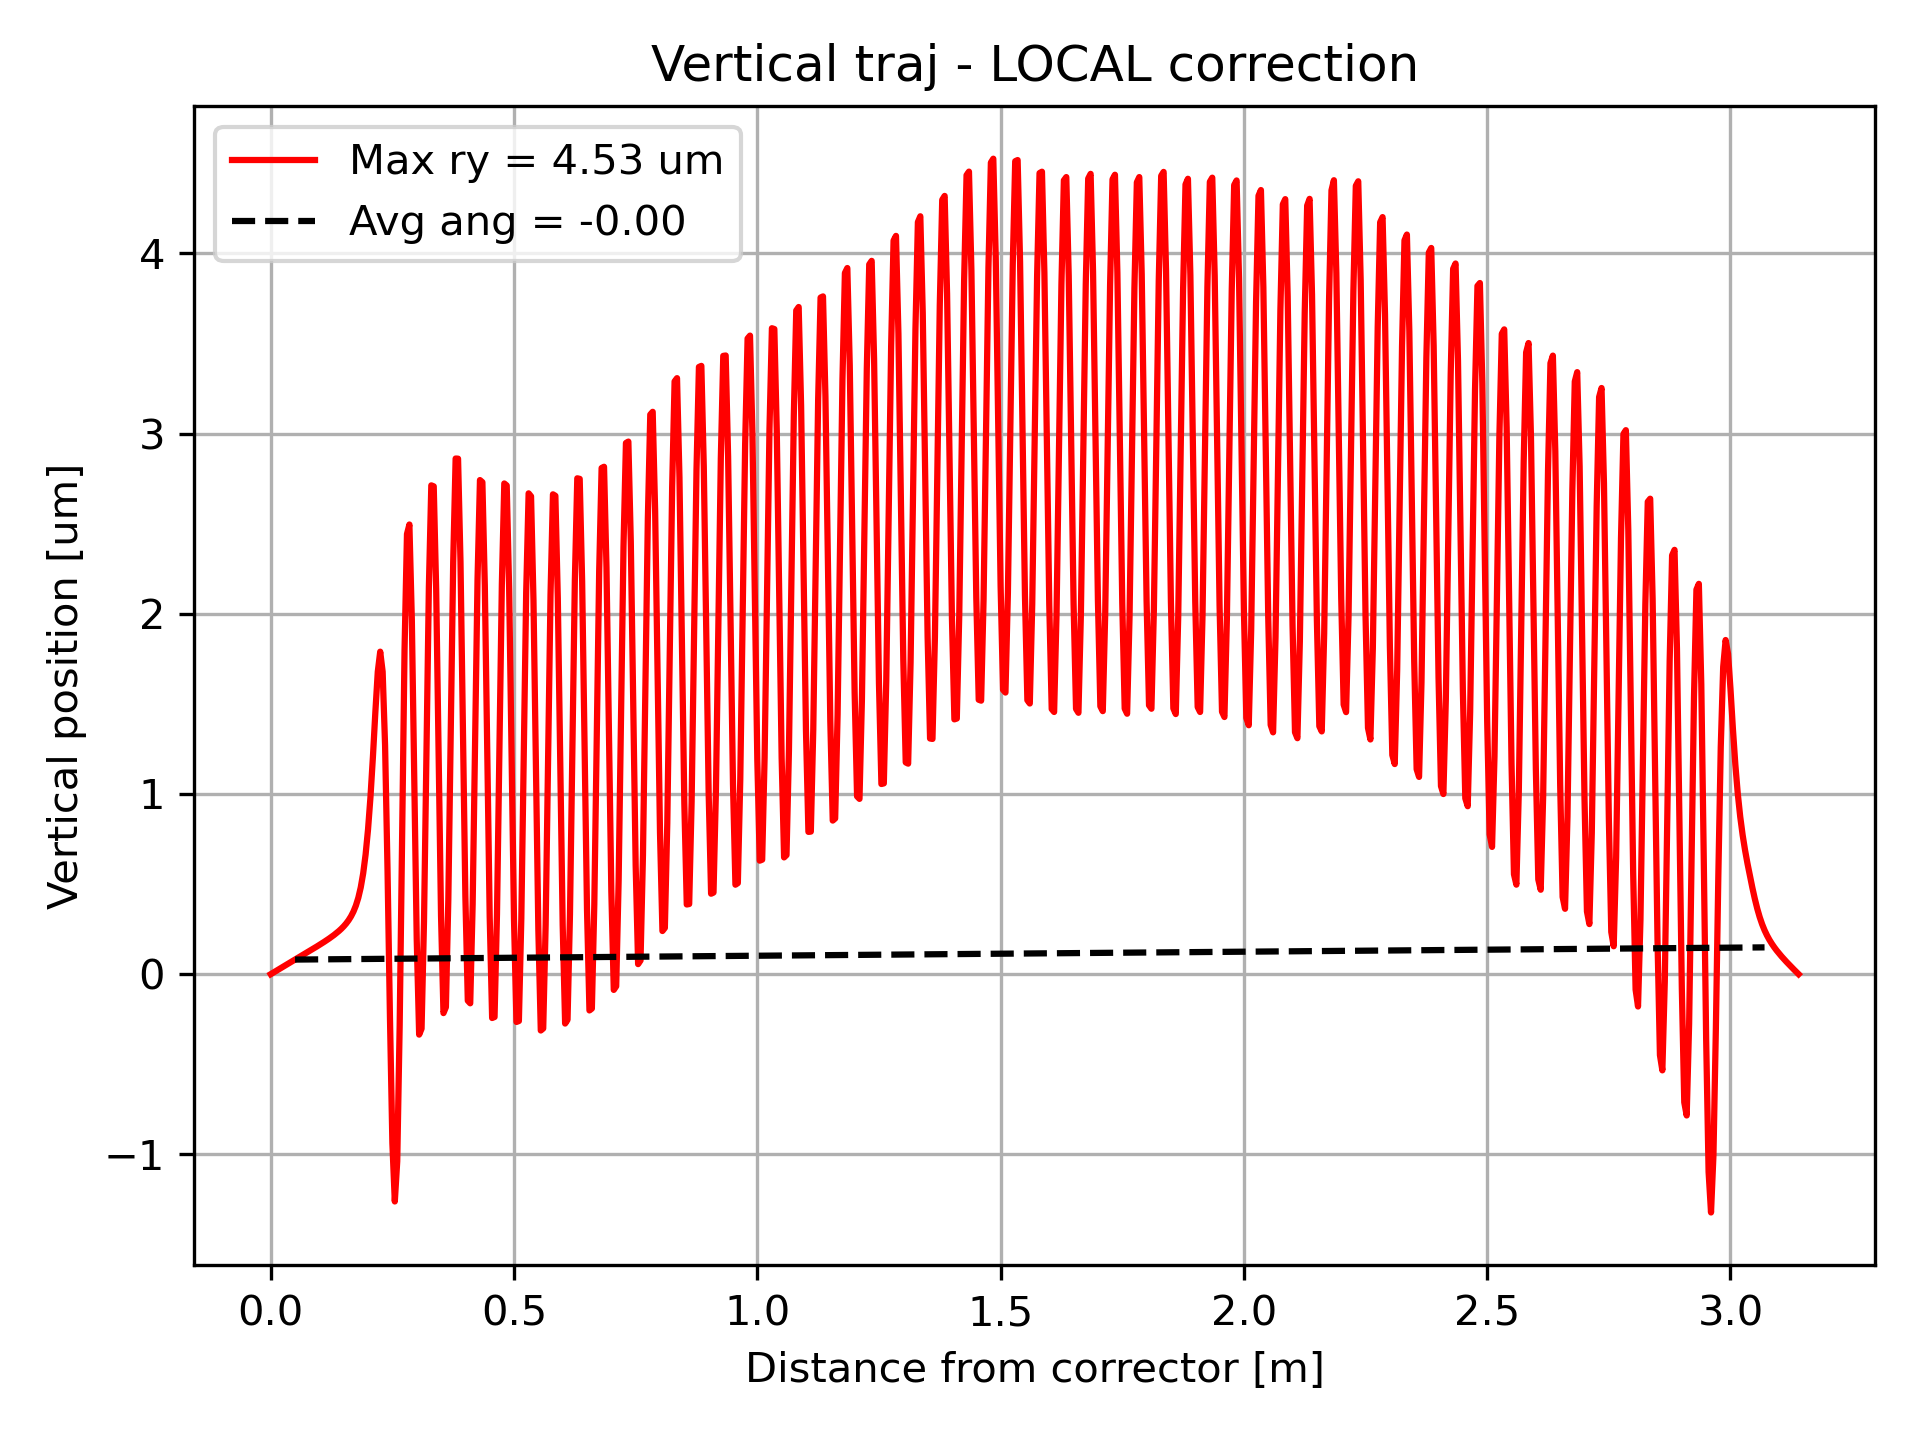 Vertical traj - LOCAL correction
Max ry = 4.53 um
Avg ang = -0.00
Vertical position [um]
4
3
2
1
0
−1
0.0 0.5 1.0 1.5 2.0 2.5 3.0
Distance from corrector [m]